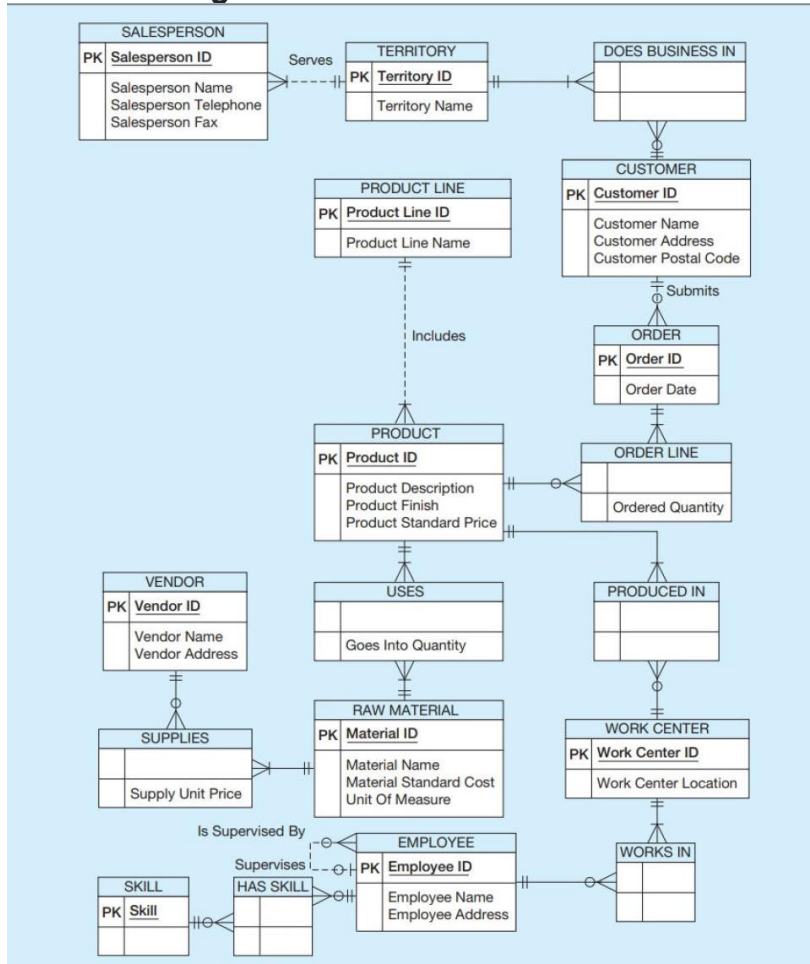 SALESPERSON
PK Salesperson ID
Salesperson Name
Salesperson Telephone
Salesperson Fax
Serves
TERRITORY
PK Territory ID
Territory Name
DOES BUSINESS IN
CUSTOMER
PK Customer ID
Customer Name
Customer Address
Customer Postal Code
Submits
PRODUCT LINE
PK Product Line ID
Product Line Name
Includes
ORDER
PK Order ID
Order Date
ORDER LINE
Ordered Quantity
PRODUCT
PK Product ID
Product Description
Product Finish
Product Standard Price
VENDOR
PK Vendor ID
Vendor Name
Vendor Address
USES
Goes Into Quantity
PRODUCED IN
SUPPLIES
Supply Unit Price
RAW MATERIAL
PK Material ID
Material Name
Material Standard Cost
Unit Of Measure
WORK CENTER
PK Work Center ID
Work Center Location
Is Supervised By
Supervises
EMPLOYEE
PK Employee ID
Employee Name
Employee Address
WORKS IN
SKILL
PK Skill
HAS SKILL